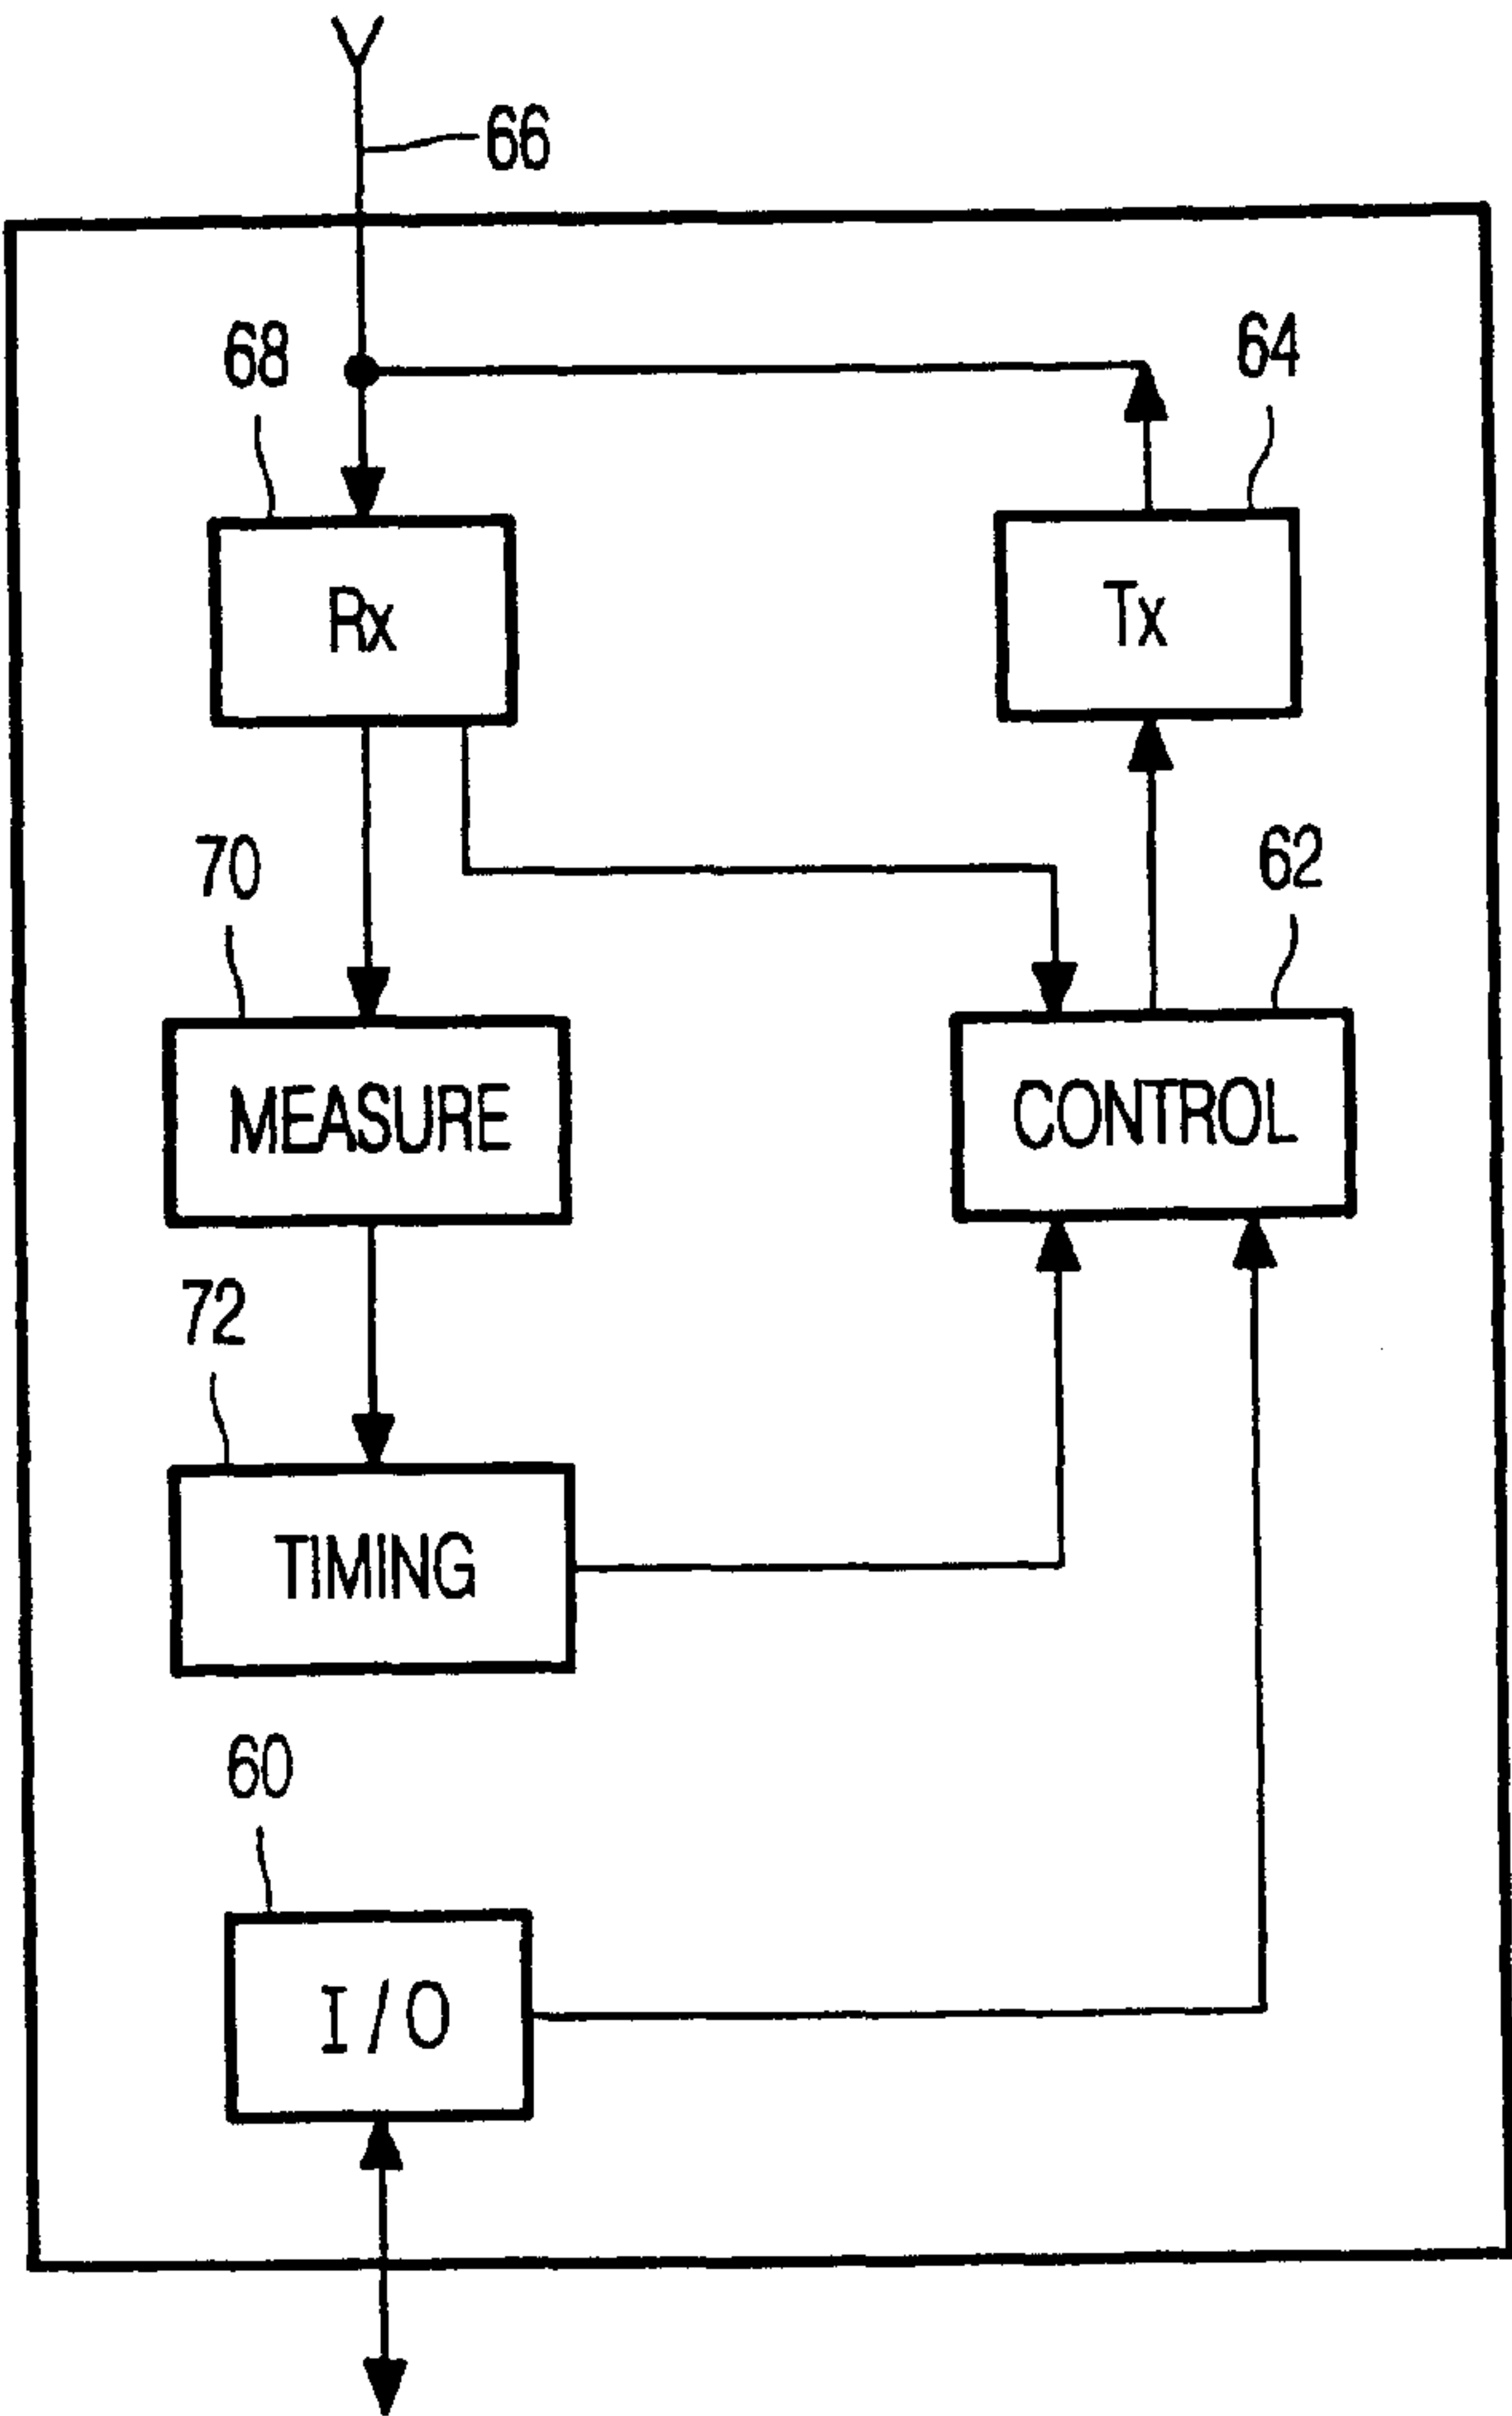 66
68
64
Rx
Tx
70
62
MEASURE
CONTROL
72
TIMING
60
I/O